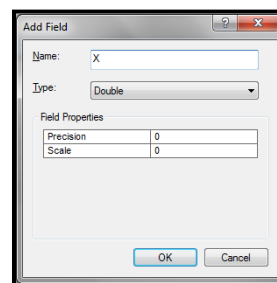 Add Field
Name: X
Type: Double
Field Properties
Precision 0
Scale 0
OK Cancel